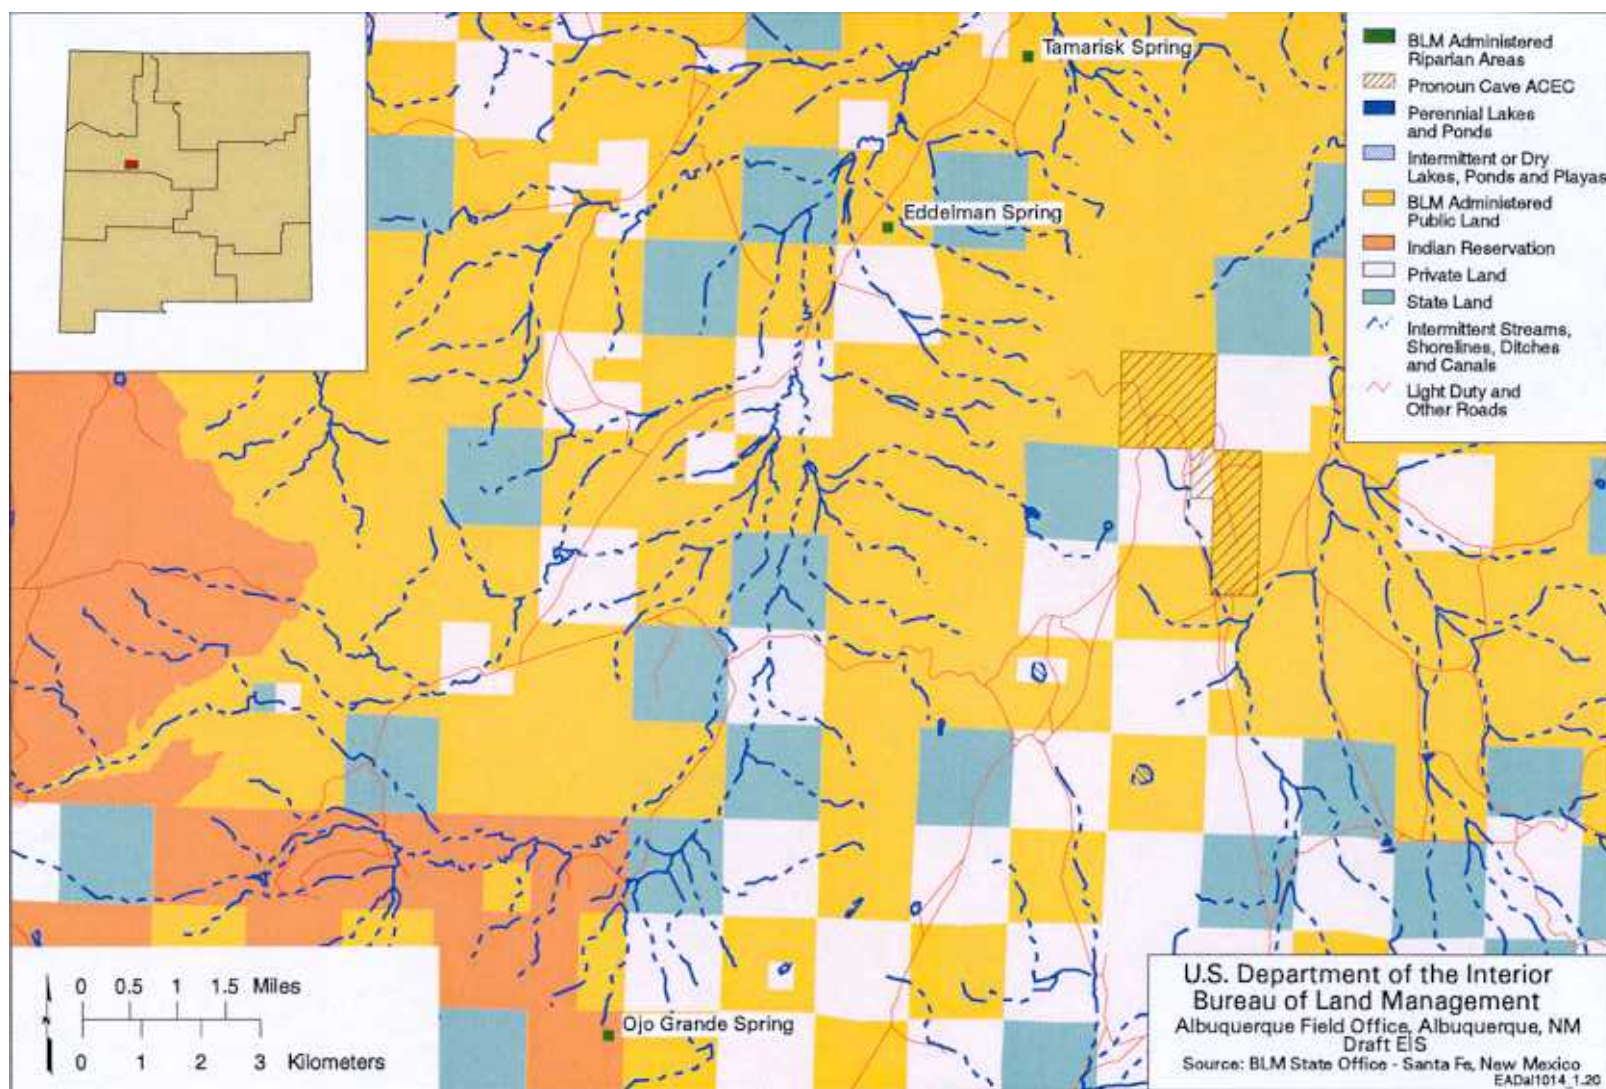 Tamarisk Spring
Eddelman Spring
BLM Administered
Riparian Areas
Pronoun Cave ACEC
Perennial Lakes
and Ponds
Intermittent or Dry
Lakes, Ponds and Playas
BLM Administered
Public Land
Indian Reservation
Private Land
State Land
Intermittent Streams,
Shorelines, Ditches
and Canals
Light Duty and
Other Roads
0 0.5 1 1.5 Miles
0 1 2 3 Kilometers
Ojo Grande Spring
U.S. Department of the Interior
Bureau of Land Management
Albuquerque Field Office, Albuquerque, NM
Draft EIS
Source: BLM State Office - Santa Fe, New Mexico
EADal1014_1.20